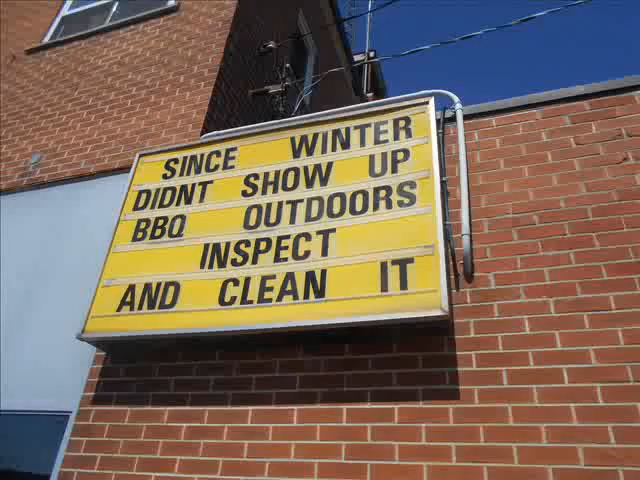 SINCE WINTER
DIDNT SHOW UP
BBQ OUTDOORS
INSPECT
AND CLEAN IT